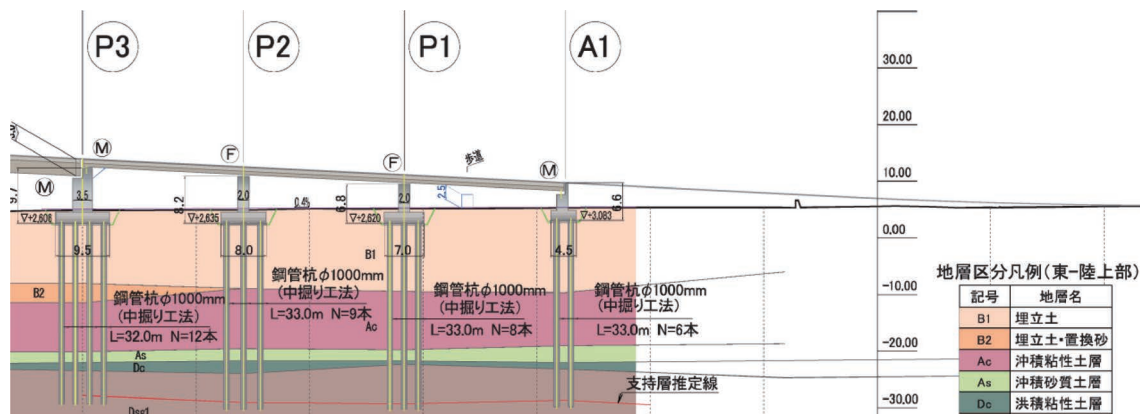 P3
P2
P1
A1
30.00
20.00
10.00
0.00
-10.00
-20.00
-30.00
M
M
F
F
M
歩道
9.7
3.5
8.2
2.0
0.4%
6.8
2.0
2.5
6.6
▽+2.635
▽+2.620
▽+3.083
9.5
8.0
B1
7.0
4.5
B2
鋼管杭φ1000mm
(中掘り工法)
L=32.0m N=12本
鋼管杭φ1000mm
(中掘り工法)
L=33.0m N=9本
Ac
鋼管杭φ1000mm
(中掘り工法)
L=33.0m N=8本
鋼管杭φ1000mm
(中掘り工法)
L=33.0m N=6本
As
Dc
支持層推定線
地層区分凡例(東-陸上部)
記号 地層名
B1 埋立土
B2 埋立土・置換砂
Ac 沖積粘性土層
As 沖積砂質土層
Dc 洪積粘性土層